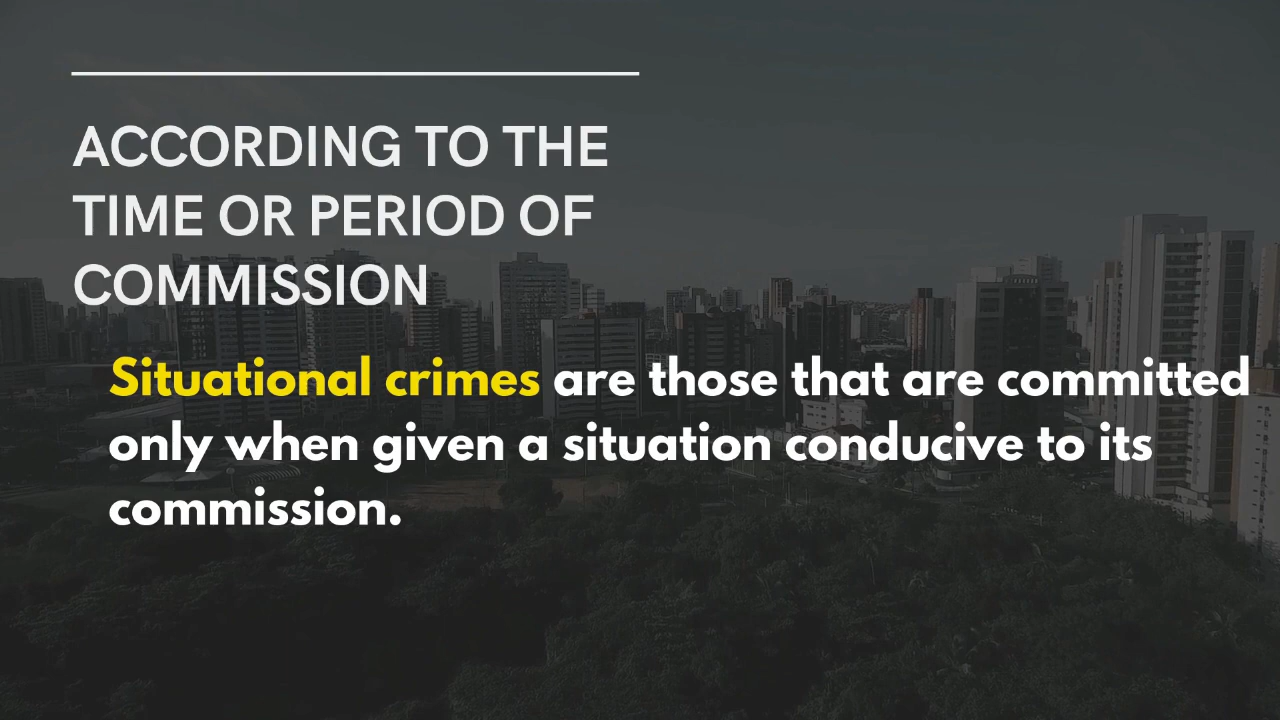 ACCORDING TO THE
TIME OR PERIOD OF
COMMISSION
Situational crimes are those that are committed
only when given a situation conducive to its
commission.